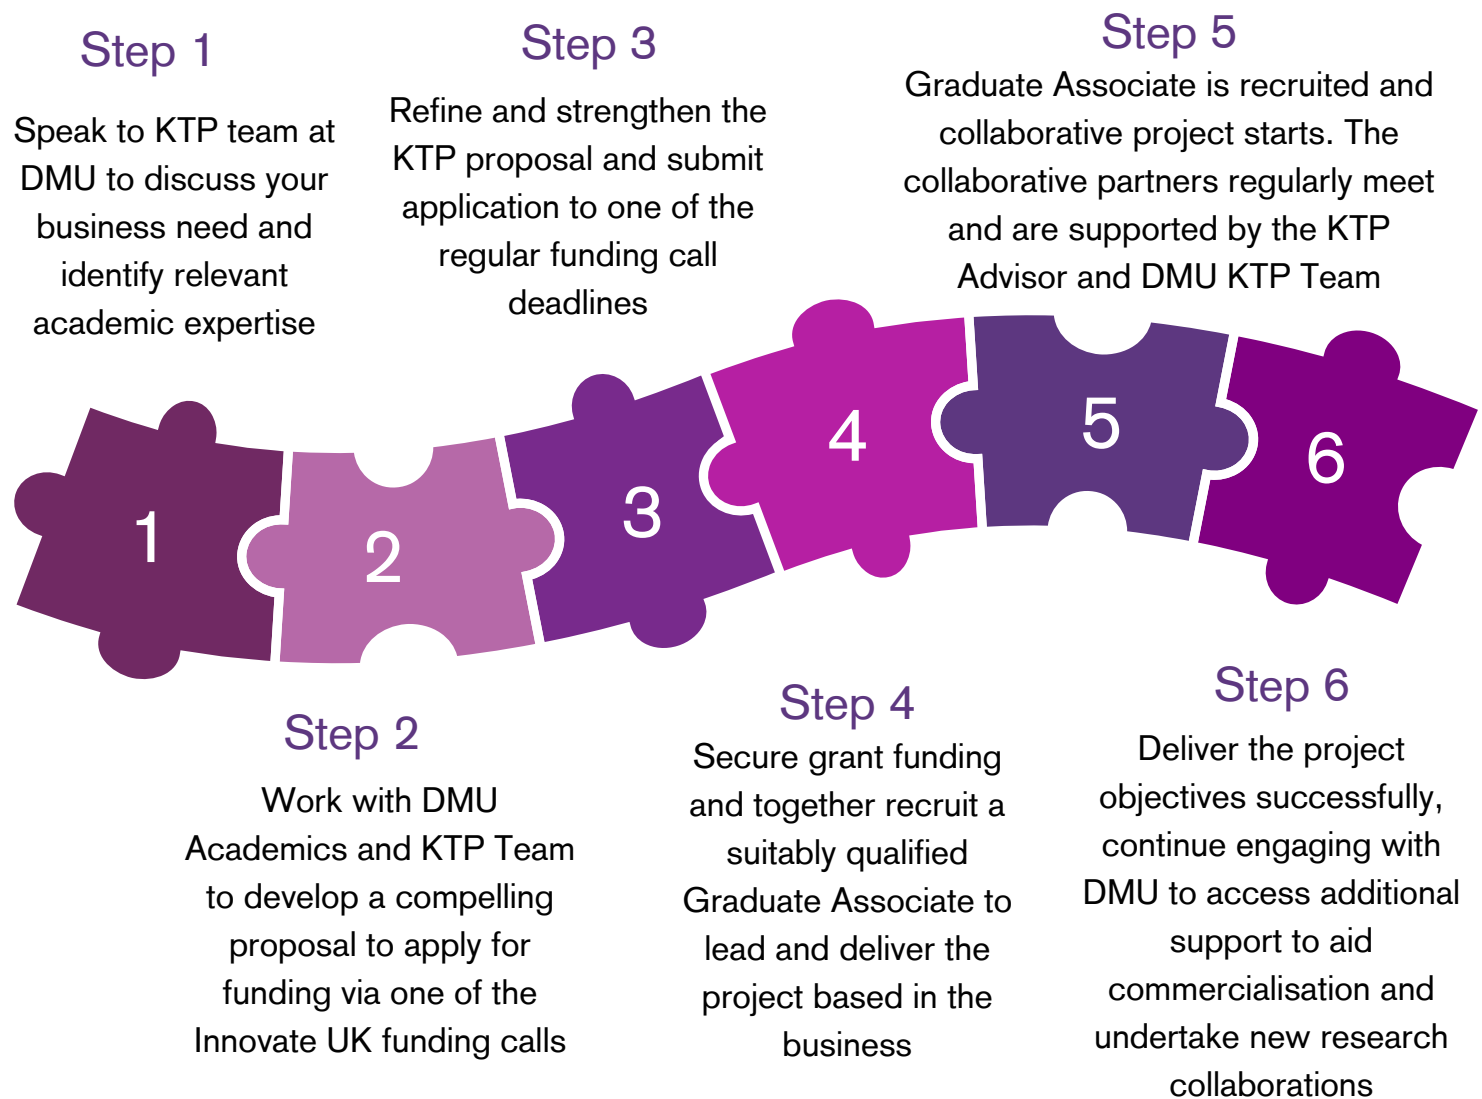 Step 1
Speak to KTP team at
DMU to discuss your
business need and
identify relevant
academic expertise
Step 3
Refine and strengthen the
KTP proposal and submit
application to one of the
regular funding call
deadlines
Step 5
Graduate Associate is recruited and
collaborative project starts. The
collaborative partners regularly meet
and are supported by the KTP
Advisor and DMU KTP Team
1
2
3
4
5
6
Step 2
Work with DMU
Academics and KTP Team
to develop a compelling
proposal to apply for
funding via one of the
Innovate UK funding calls
Step 4
Secure grant funding
and together recruit a
suitably qualified
Graduate Associate to
lead and deliver the
project based in the
business
Step 6
Deliver the project
objectives successfully,
continue engaging with
DMU to access additional
support to aid
commercialisation and
undertake new research
collaborations